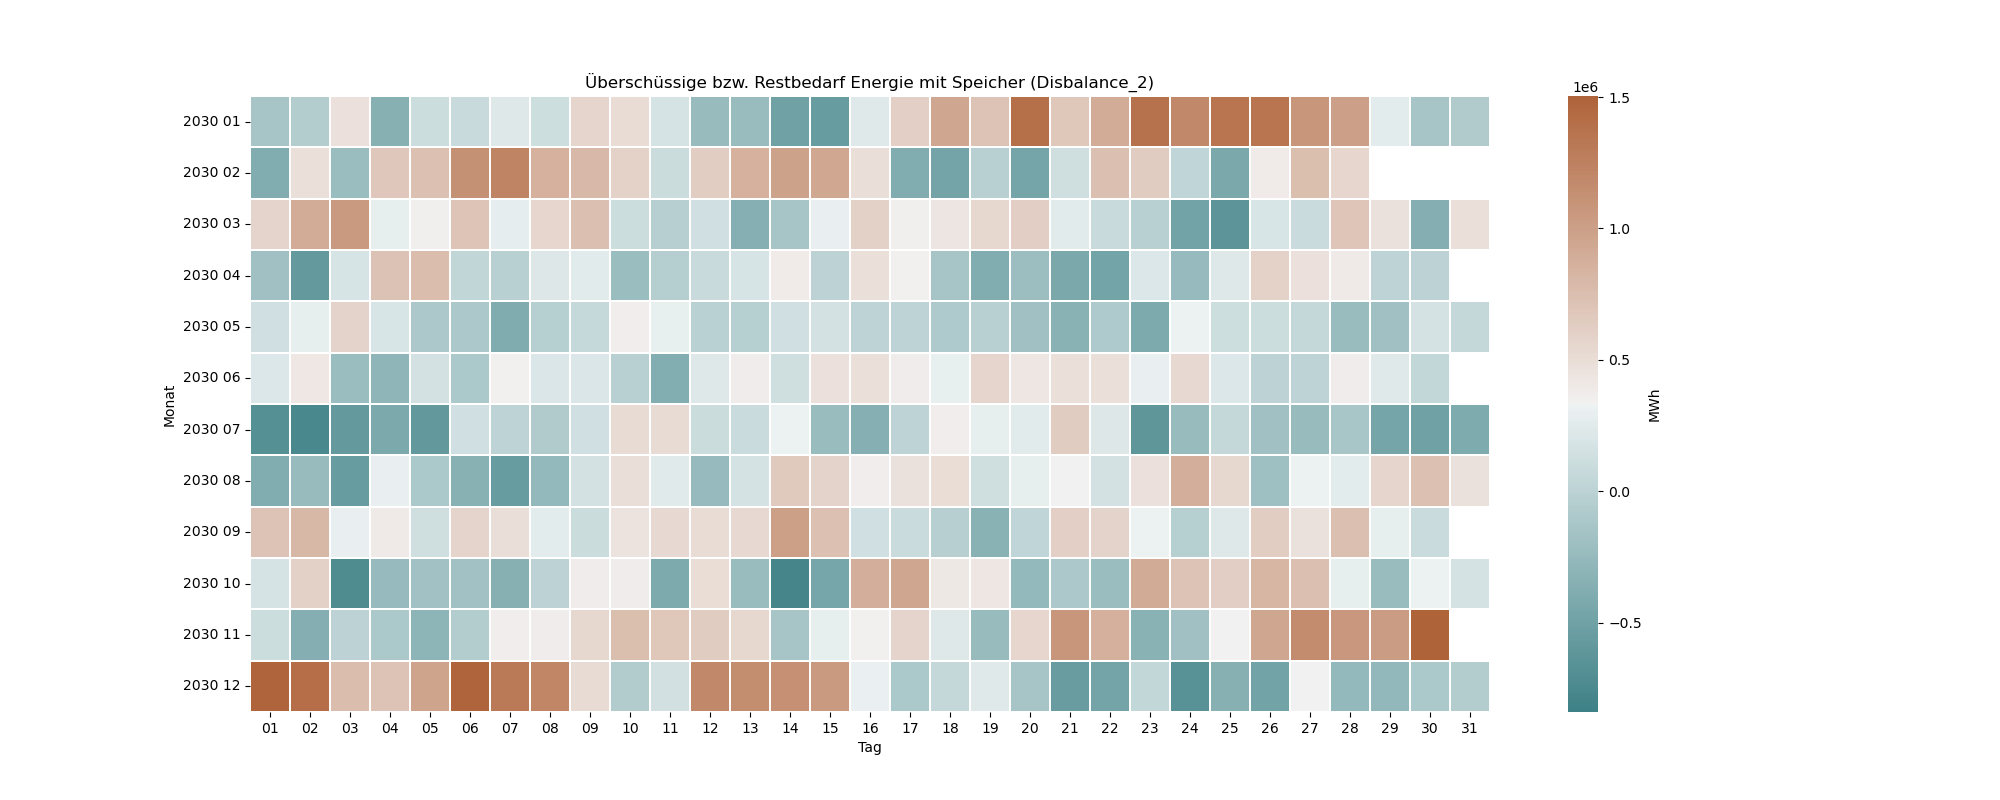 Überschüssige bzw. Restbedarf Energie mit Speicher (Disbalance_2)
1e6
2030 01
2030 02
2030 03
2030 04
2030 05
2030 06
2030 07
2030 08
2030 09
2030 10
2030 11
2030 12
Monat
01 02 03 04 05 06 07 08 09 10 11 12 13 14 15 16 17 18 19 20 21 22 23 24 25 26 27 28 29 30 31
Tag
1.5
1.0
0.5
0.0
−0.5
MWh